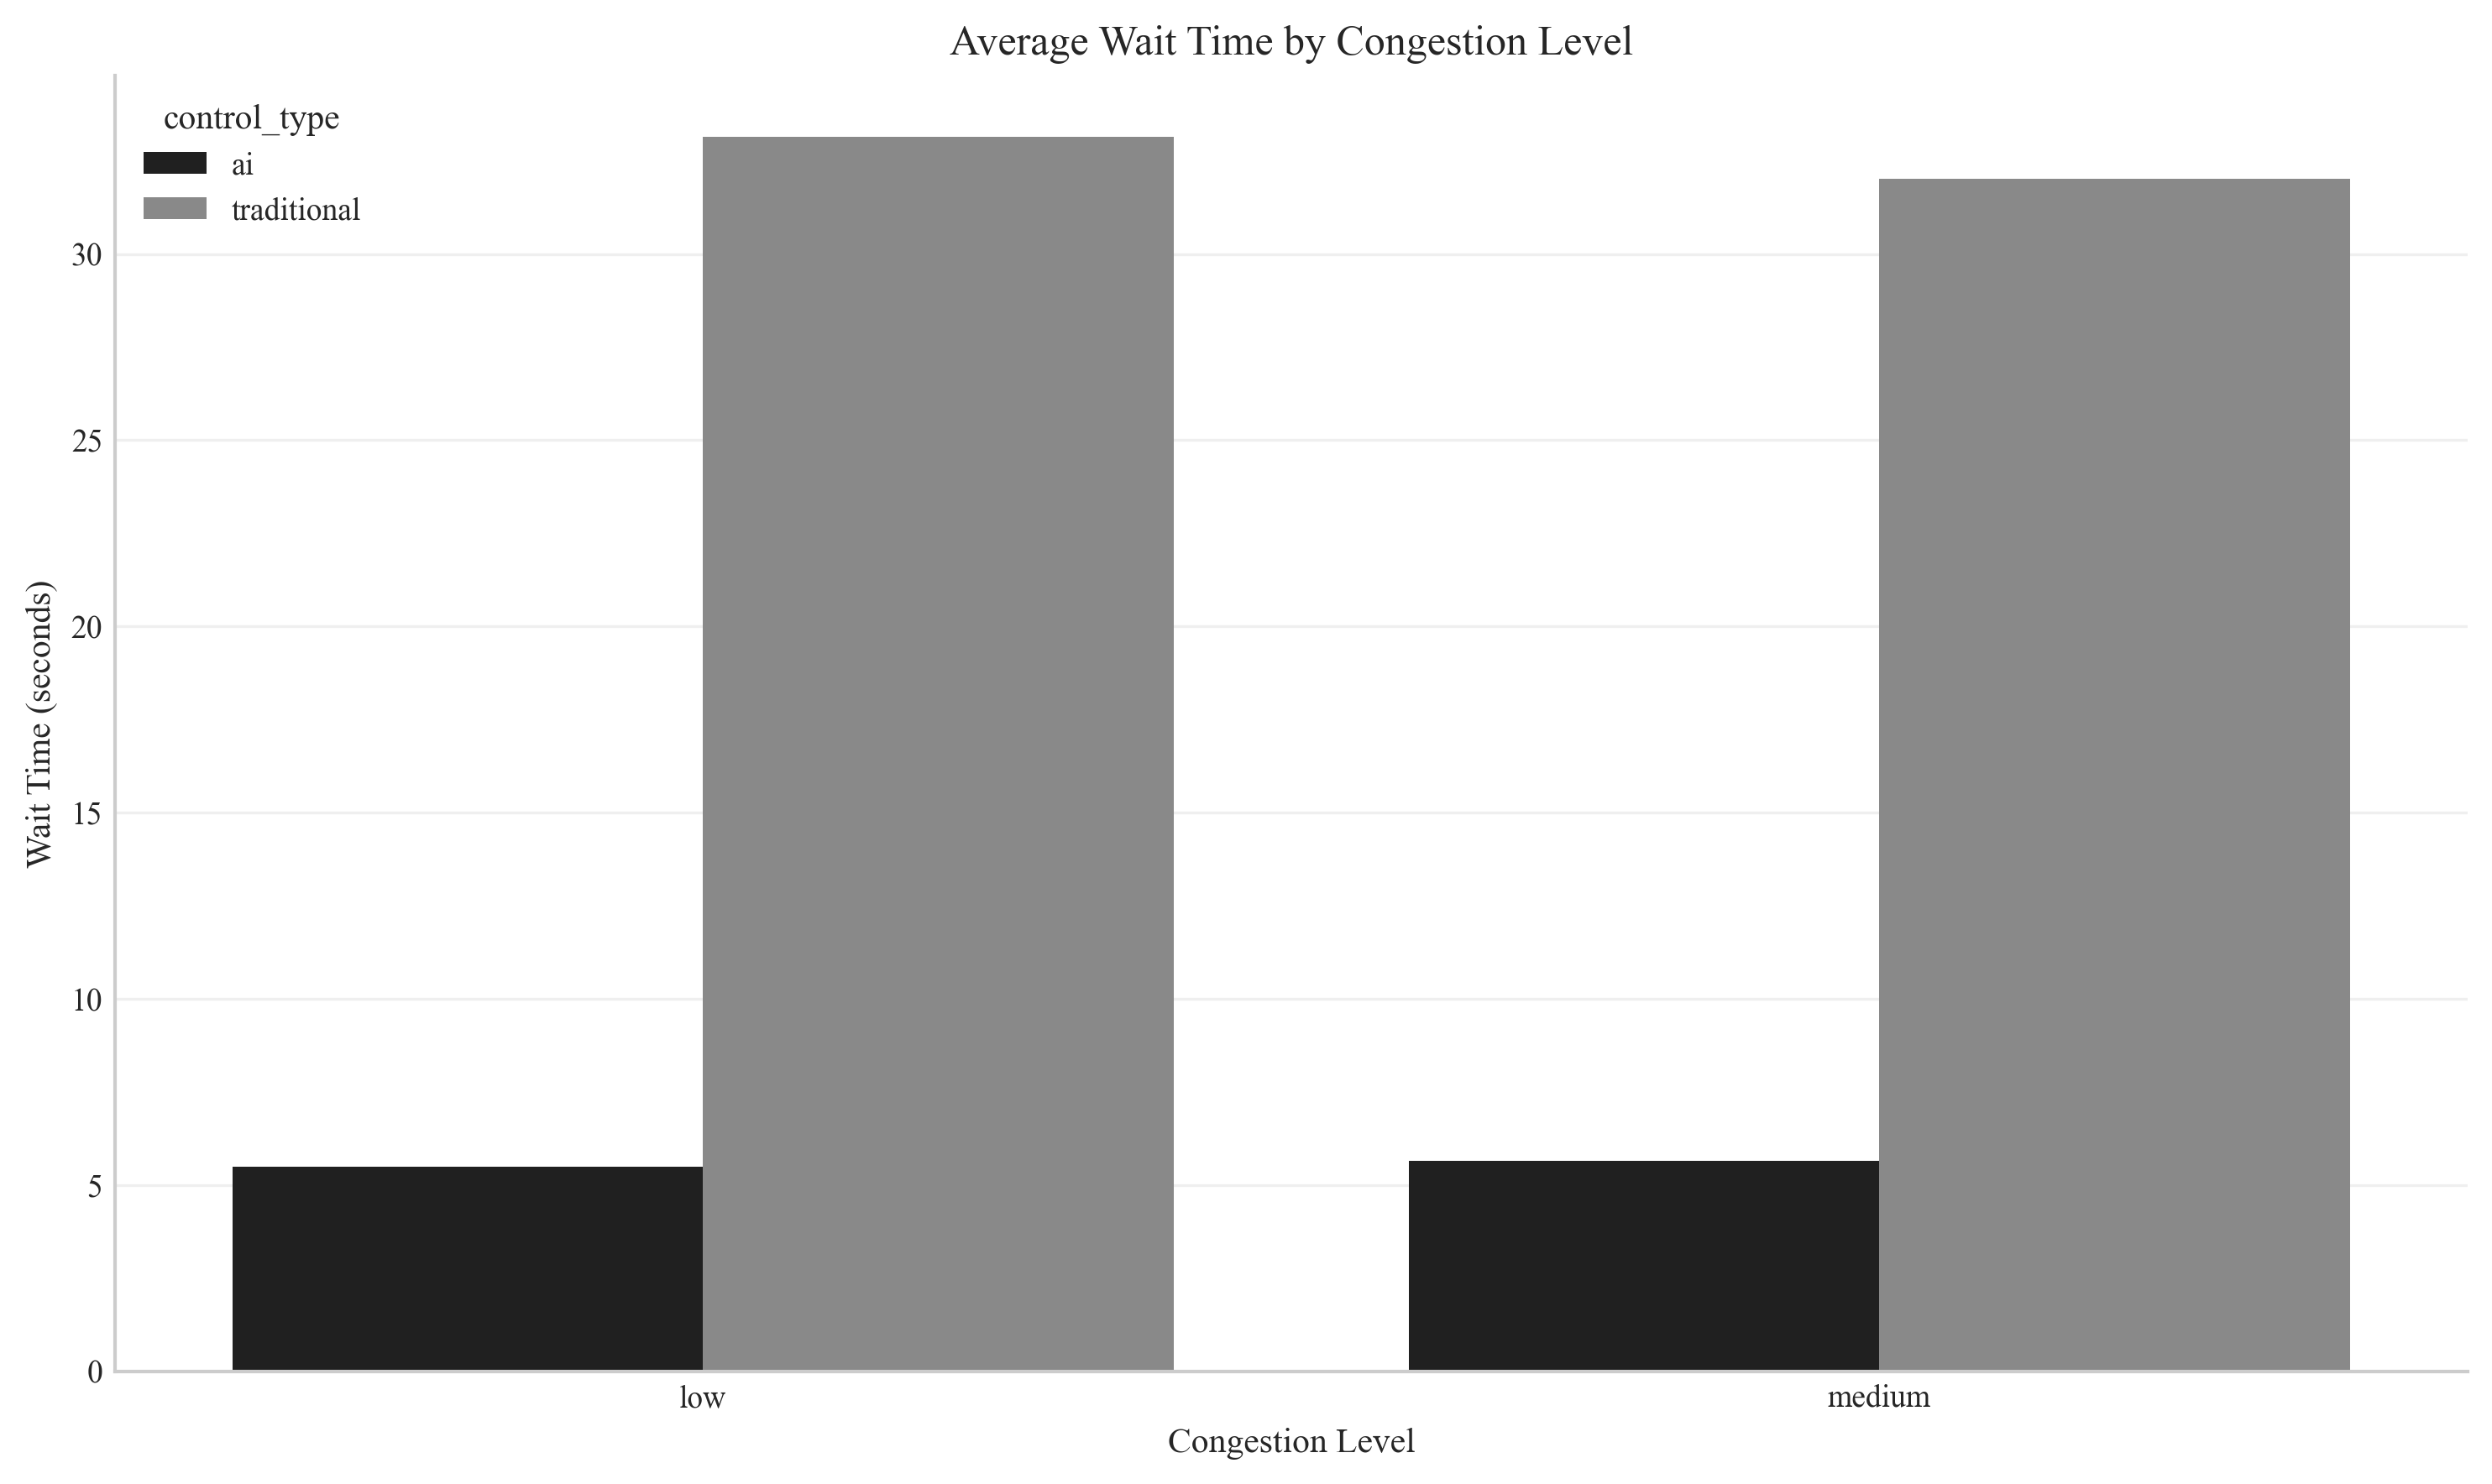 Average Wait Time by Congestion Level
control_type
ai
traditional
30
25
20
15
10
5
0
Wait Time (seconds)
low
medium
Congestion Level